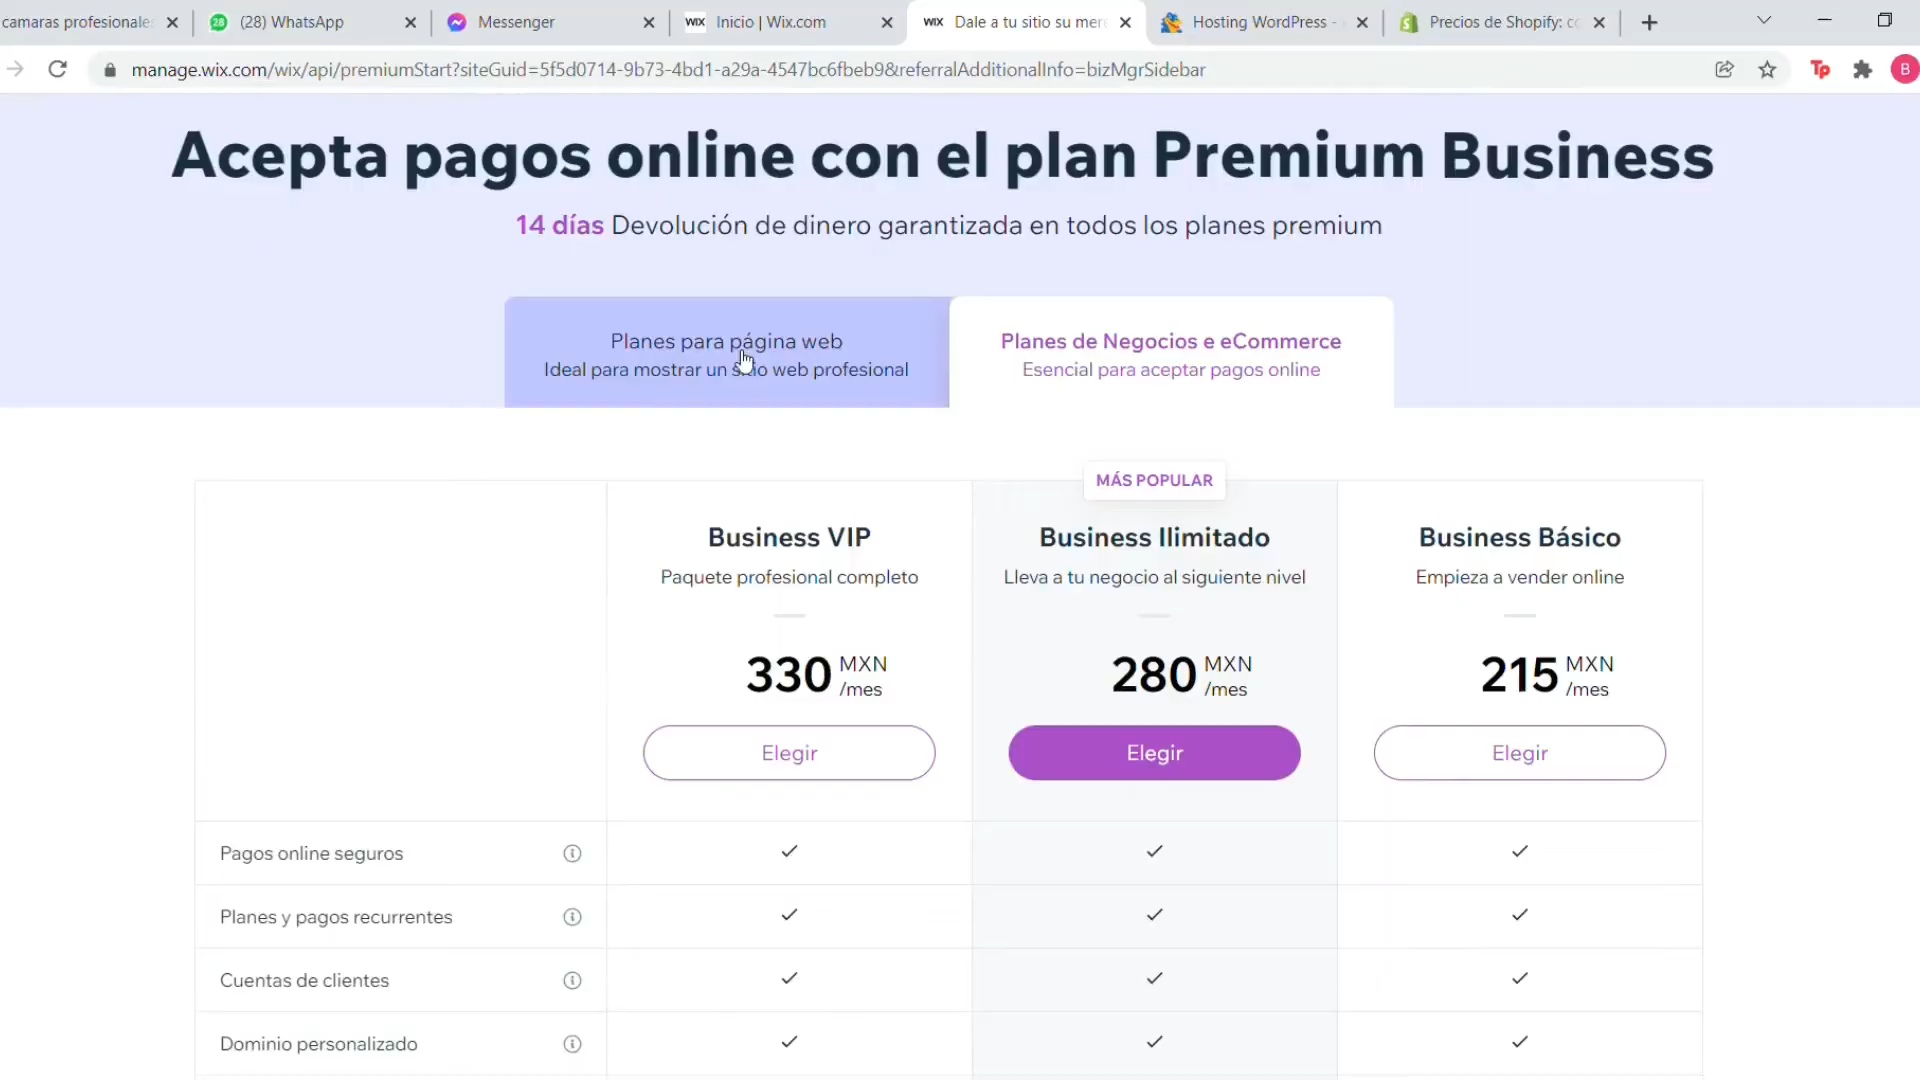 camaras profesionale
(28) WhatsApp
Messenger
WIX Inicio | Wix.com
WIX Dale a tu sitio su mer
Hosting WordPress -
Precios de Shopify: co
manage.wix.com/wix/api/premiumStart?siteGuid=5f5d0714-9b73-4bd1-a29a-4547bc6fbeb9&referralAdditionalInfo=bizMgrSidebar
Tp
B
Acepta pagos online con el plan Premium Business
14 días Devolución de dinero garantizada en todos los planes premium
Planes para página web
Ideal para mostrar un sitio web profesional
Planes de Negocios e eCommerce
Esencial para aceptar pagos online
MÁS POPULAR
Business VIP
Paquete profesional completo
330 MXN
/mes
Elegir
Business Ilimitado
Lleva a tu negocio al siguiente nivel
280 MXN
/mes
Elegir
Business Básico
Empieza a vender online
215 MXN
/mes
Elegir
Pagos online seguros
Planes y pagos recurrentes
Cuentas de clientes
Dominio personalizado